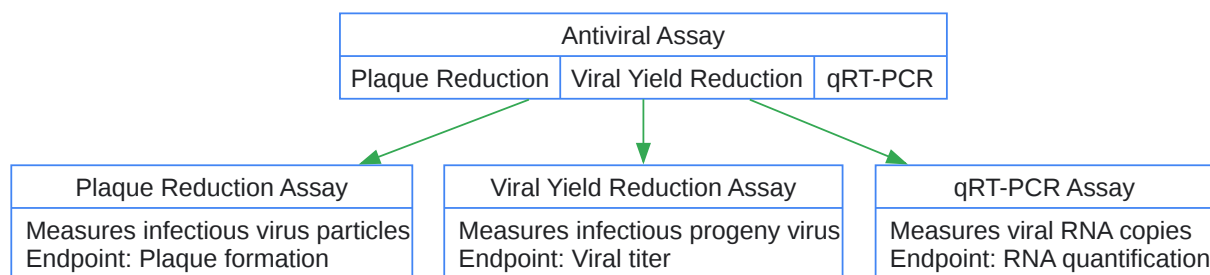 Antiviral Assay
Plaque Reduction
Viral Yield Reduction
qRT-PCR
Plaque Reduction Assay
Measures infectious virus particles
Endpoint: Plaque formation
Viral Yield Reduction Assay
Measures infectious progeny virus
Endpoint: Viral titer
qRT-PCR Assay
Measures viral RNA copies
Endpoint: RNA quantification